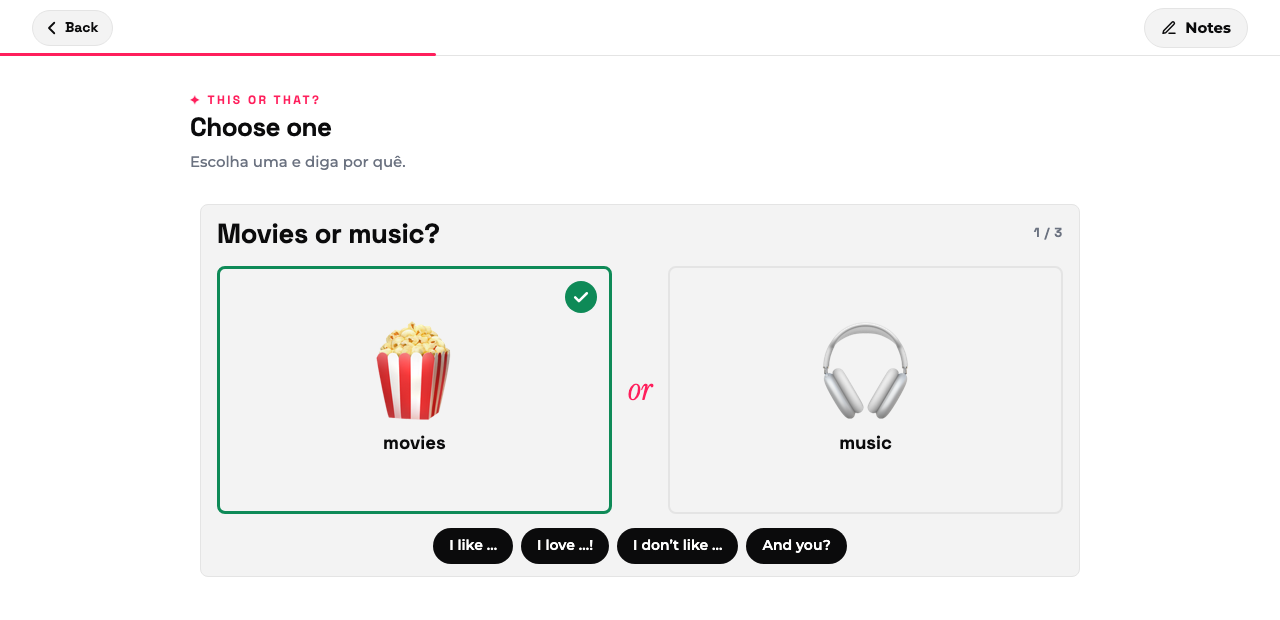 Back
Notes
✦ THIS OR THAT?
Choose one
Escolha uma e diga por quê.
Movies or music?
1 / 3
movies
or
music
I like ...
I love ...!
I don't like ...
And you?